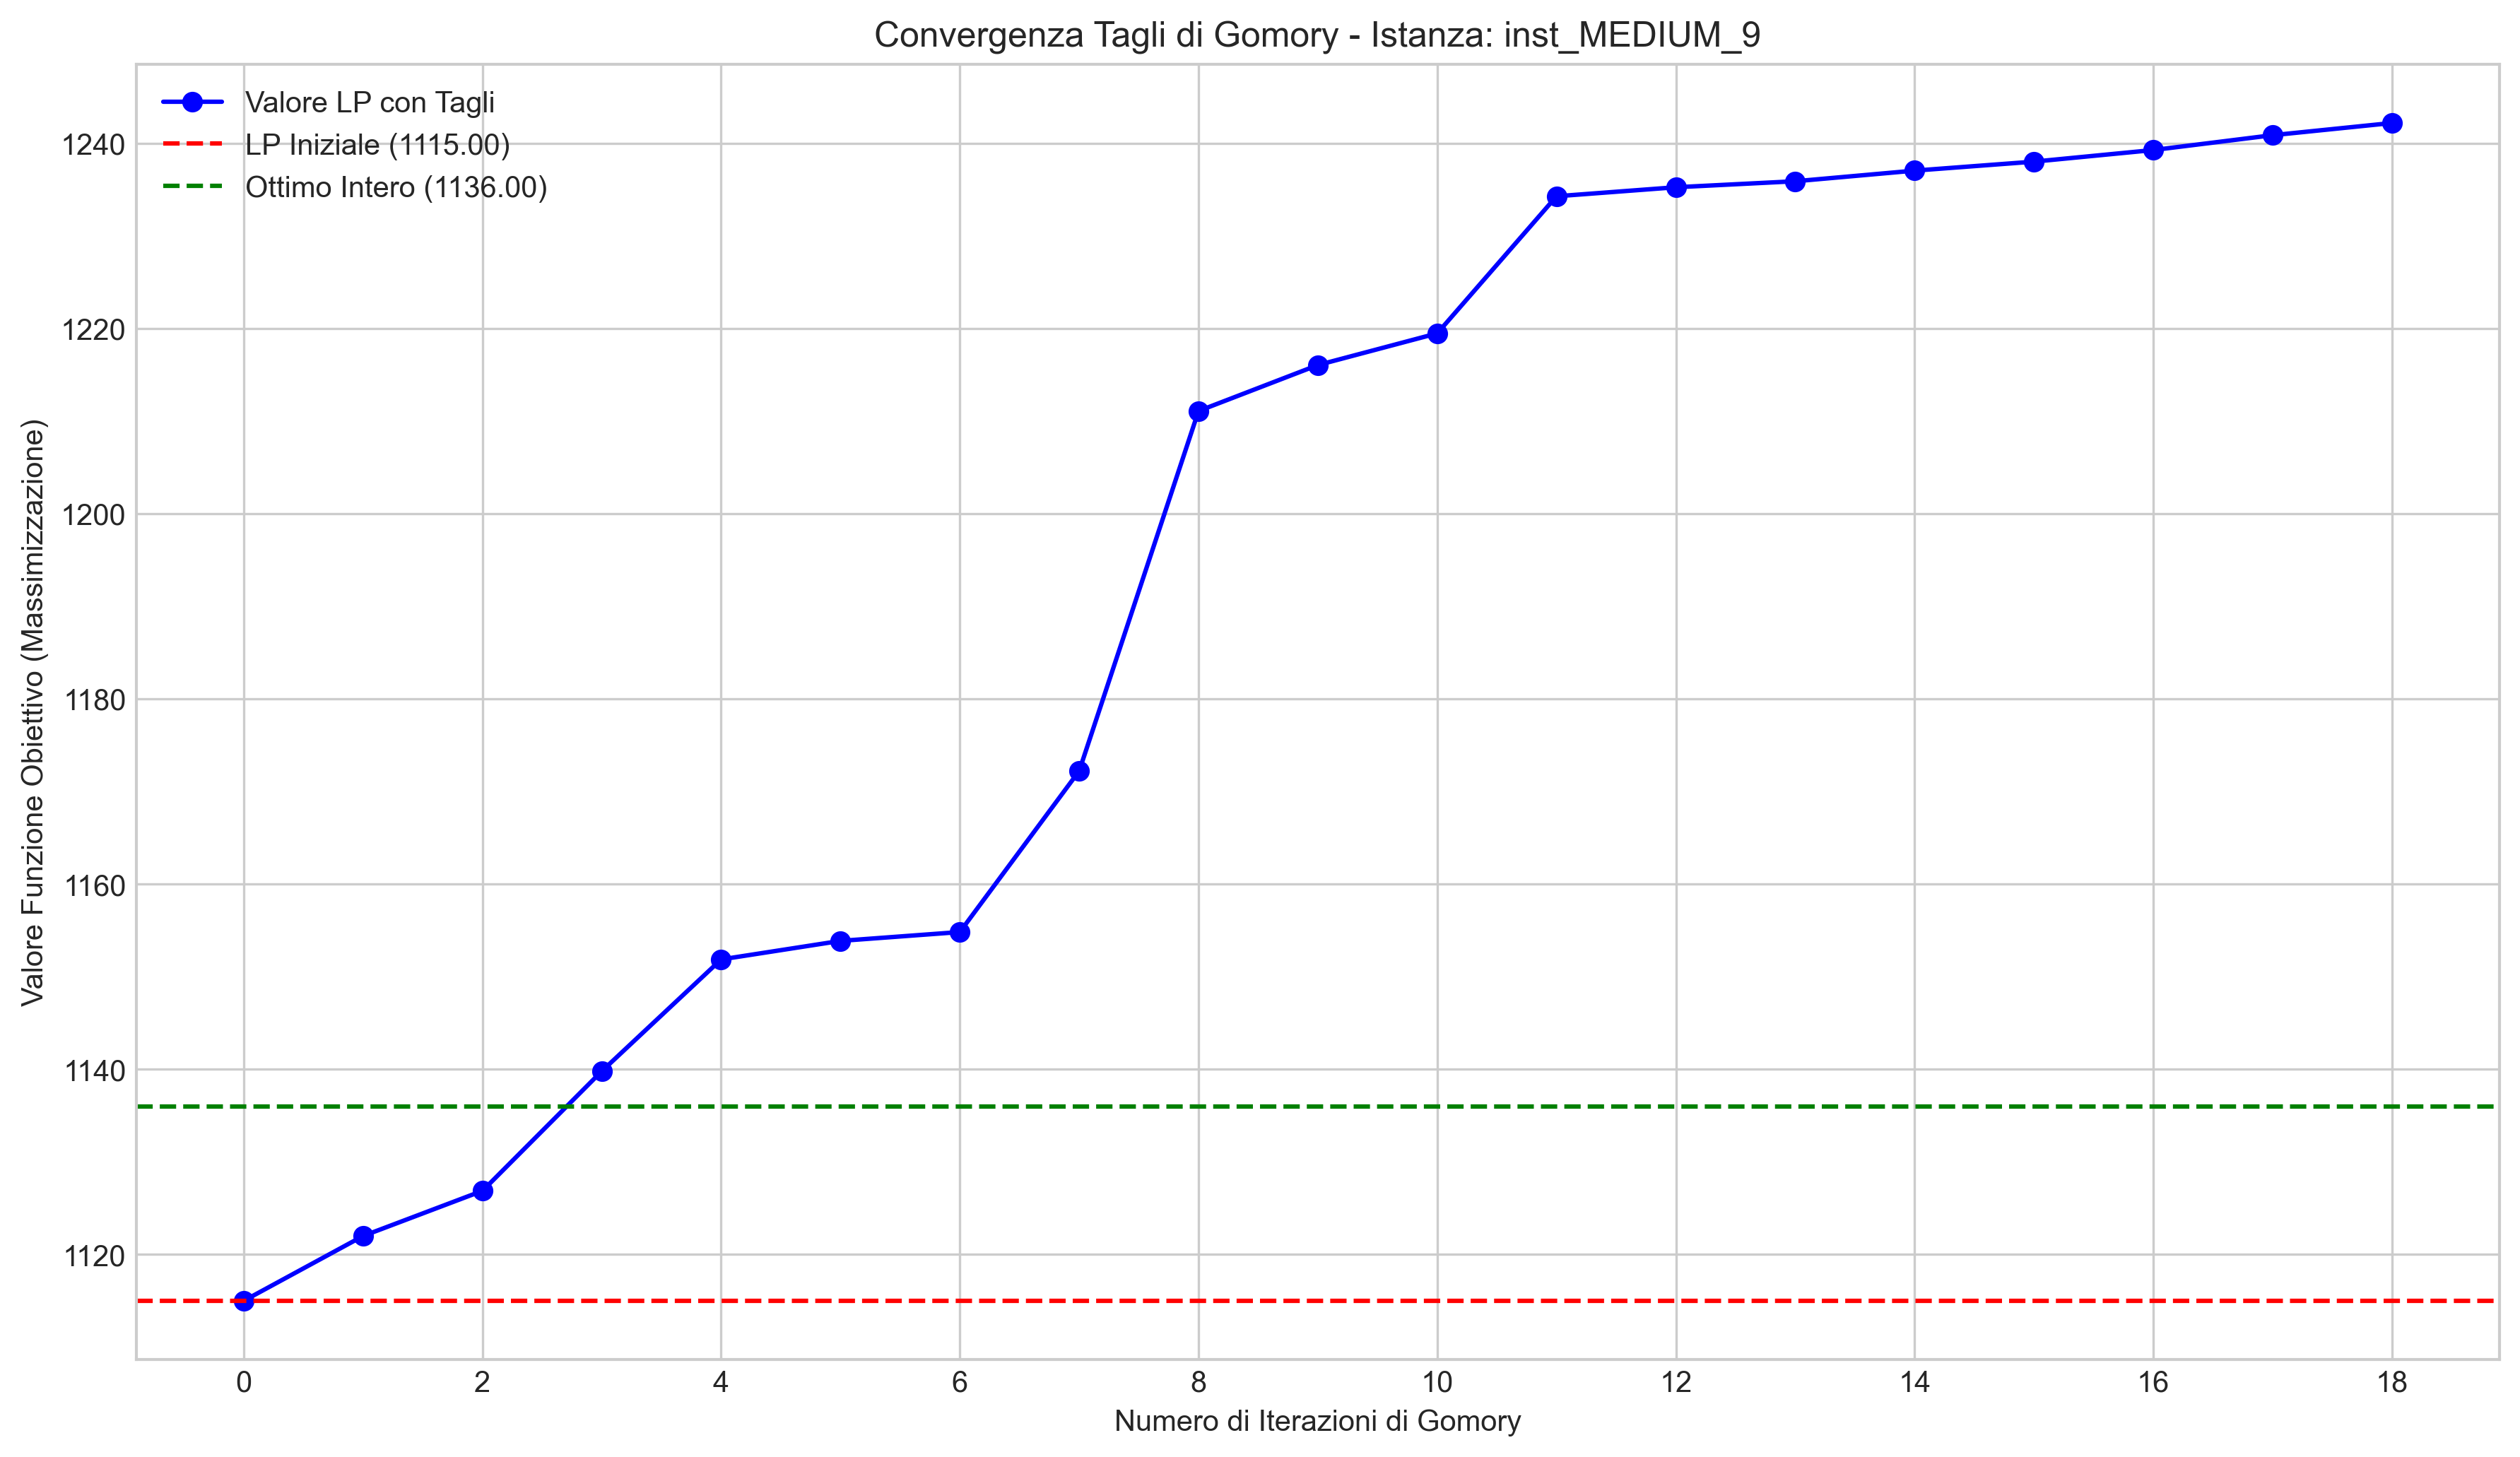 Convergenza Tagli di Gomory - Istanza: inst_MEDIUM_9
Valore LP con Tagli
LP Iniziale (1115.00)
Ottimo Intero (1136.00)
Valore Funzione Obiettivo (Massimizzazione)
1240
1220
1200
1180
1160
1140
1120
0 2 4 6 8 10 12 14 16 18
Numero di Iterazioni di Gomory